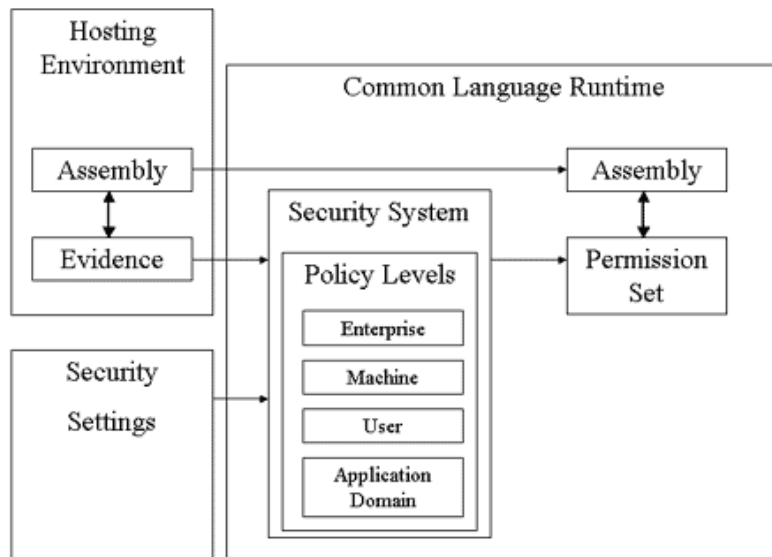 Hosting
Environment
Assembly
Evidence
Security
Settings
Common Language Runtime
Security System
Policy Levels
Enterprise
Machine
User
Application
Domain
Assembly
Permission
Set